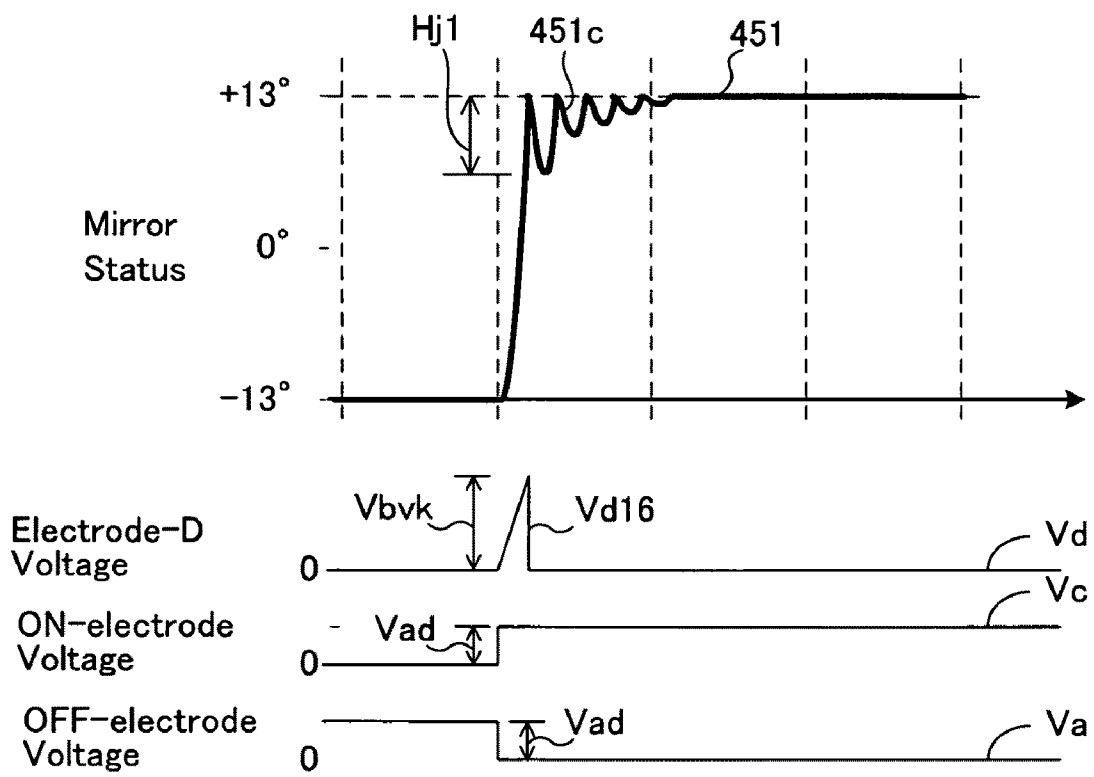 Hj1
451c
451
+13°
Mirror
Status
0°
−13°
Vbvk
Vd16
Electrode-D
Voltage
0
Vd
Vc
ON-electrode
Voltage
Vad
0
OFF-electrode
Voltage
Vad
0
Va